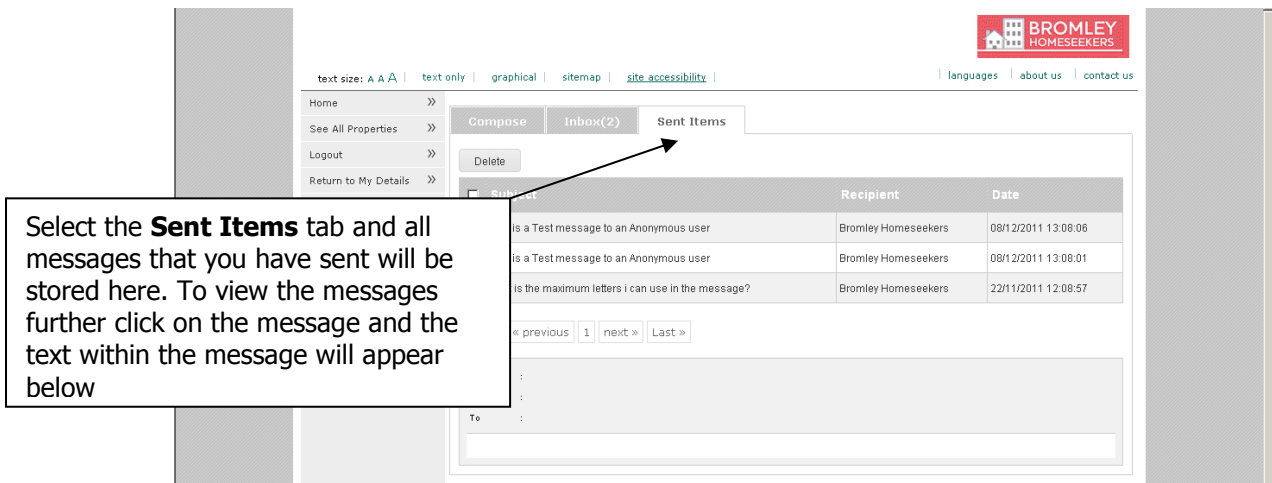 BROMLEY
HOMESEEKERS
text size: A A A | text only | graphical | sitemap | site accessibility | languages | about us | contact us
Home »
See All Properties »
Logout »
Return to My Details »
Compose Inbox(2) Sent Items
Delete
Subject Recipient Date
is a Test message to an Anonymous user Bromley Homeseekers 08/12/2011 13:08:06
is a Test message to an Anonymous user Bromley Homeseekers 08/12/2011 13:08:01
is the maximum letters i can use in the message? Bromley Homeseekers 22/11/2011 12:08:57
« previous 1 next » Last »
:
:
To :
Select the Sent Items tab and all
messages that you have sent will be
stored here. To view the messages
further click on the message and the
text within the message will appear
below